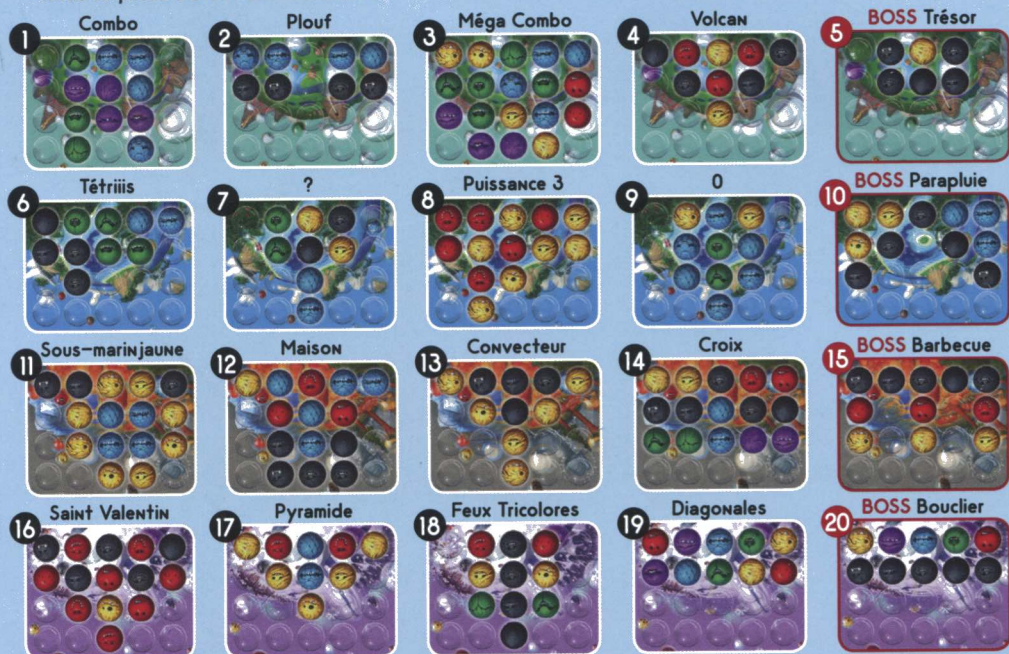 1 Combo
2 Plouf
3 Méga Combo
4 Volcan
5 BOSS Trésor
6 Tétriiis
7 ?
8 Puissance 3
9 O
10 BOSS Parapluie
11 Sous-marin jaune
12 Maison
13 Convecteur
14 Croix
15 BOSS Barbecue
16 Saint Valentin
17 Pyramide
18 Feux Tricolores
19 Diagonales
20 BOSS Bouclier